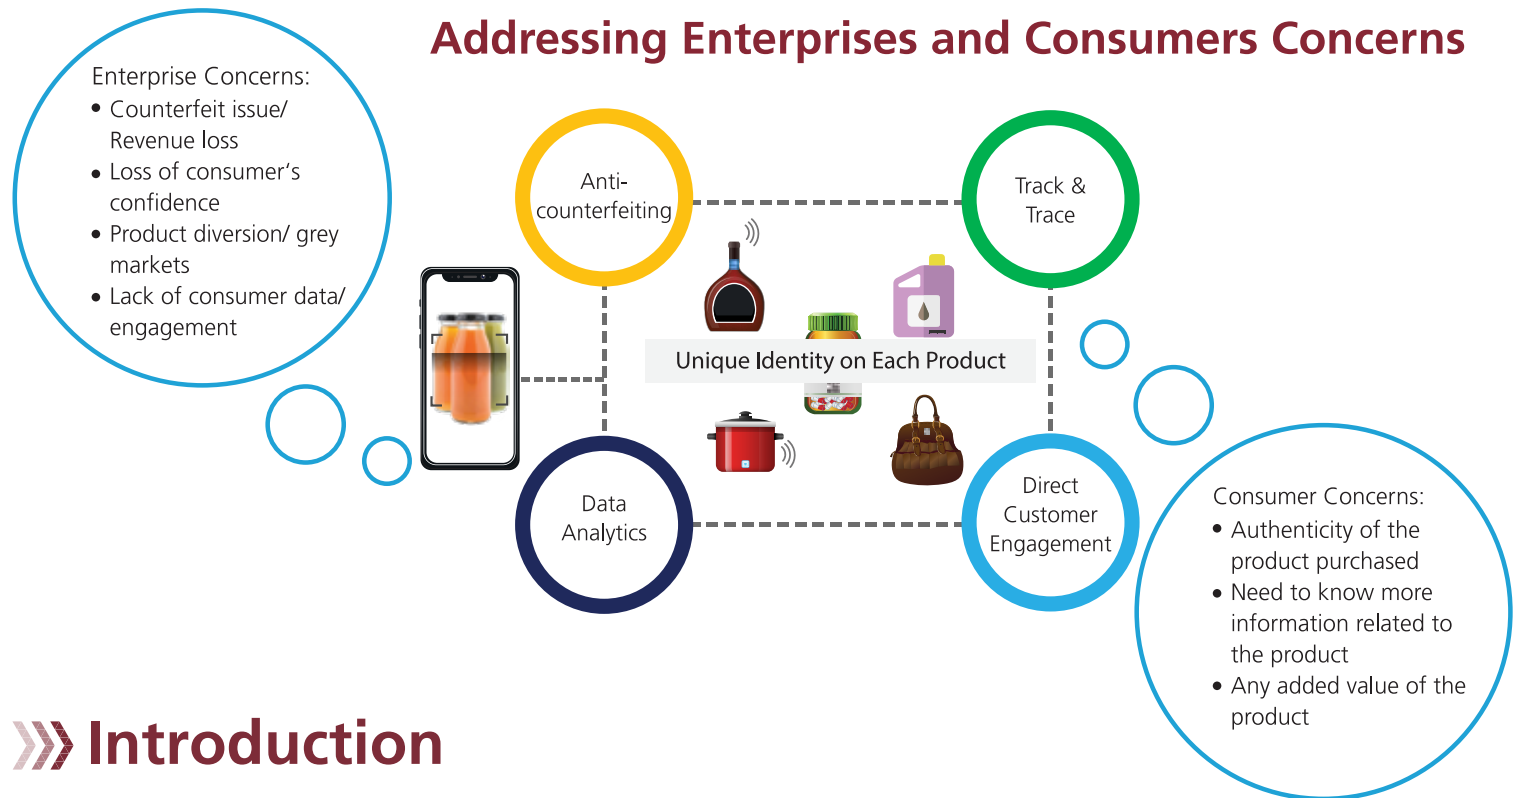 Addressing Enterprises and Consumers Concerns
Enterprise Concerns:
• Counterfeit issue/
Revenue loss
• Loss of consumer‘s
confidence
• Product diversion/ grey
markets
• Lack of consumer data/
engagement
Anti-
counterfeiting
Track &
Trace
Unique Identity on Each Product
Data
Analytics
Direct
Customer
Engagement
Consumer Concerns:
• Authenticity of the
product purchased
• Need to know more
information related to
the product
• Any added value of the
product
Introduction